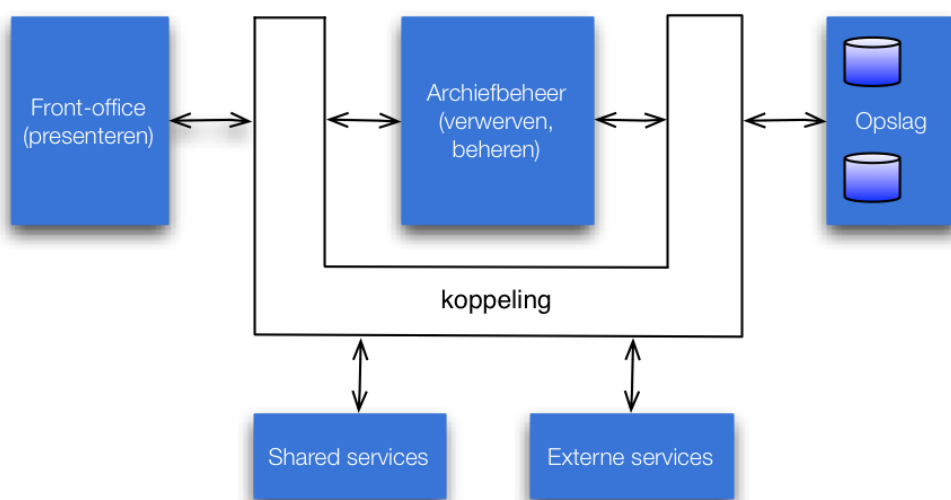 Front-office
(presenteren)
Archiefbeheer
(verwerven,
beheren)
Opslag
koppeling
Shared services
Externe services